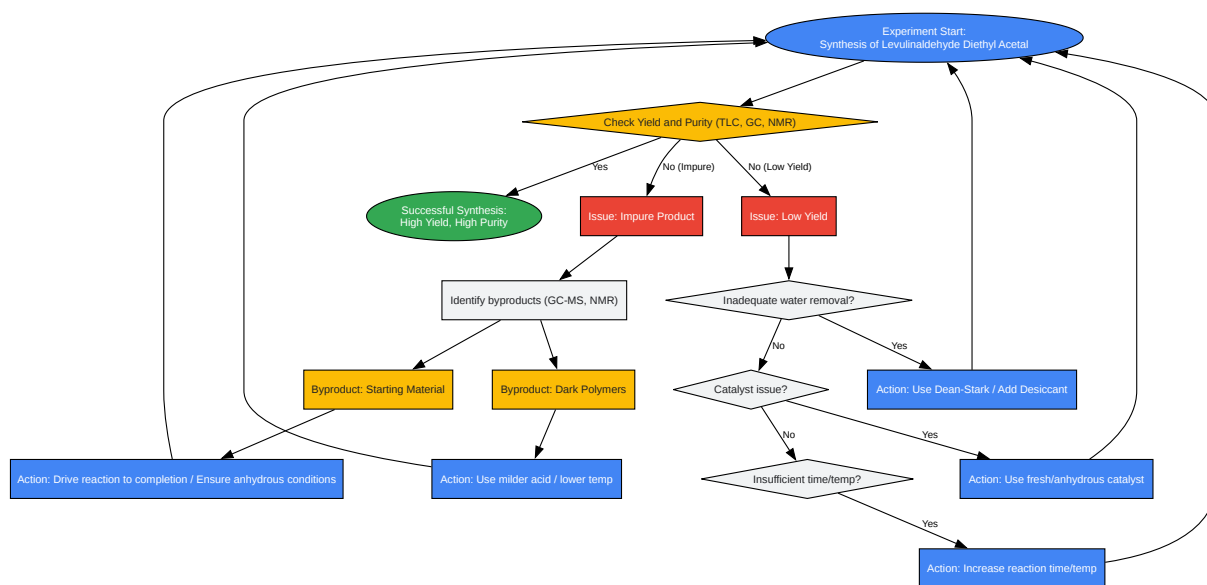 Experiment Start:
Synthesis of Levulinaldehyde Diethyl Acetal
Check Yield and Purity (TLC, GC, NMR)
Yes
No (Impure)
No (Low Yield)
Successful Synthesis:
High Yield, High Purity
Issue: Impure Product
Issue: Low Yield
Identify byproducts (GC-MS, NMR)
Inadequate water removal?
No
Yes
Byproduct: Starting Material
Byproduct: Dark Polymers
Catalyst issue?
Action: Use Dean-Stark / Add Desiccant
No
Yes
Action: Drive reaction to completion / Ensure anhydrous conditions
Action: Use milder acid / lower temp
Insufficient time/temp?
Action: Use fresh/anhydrous catalyst
Yes
Action: Increase reaction time/temp